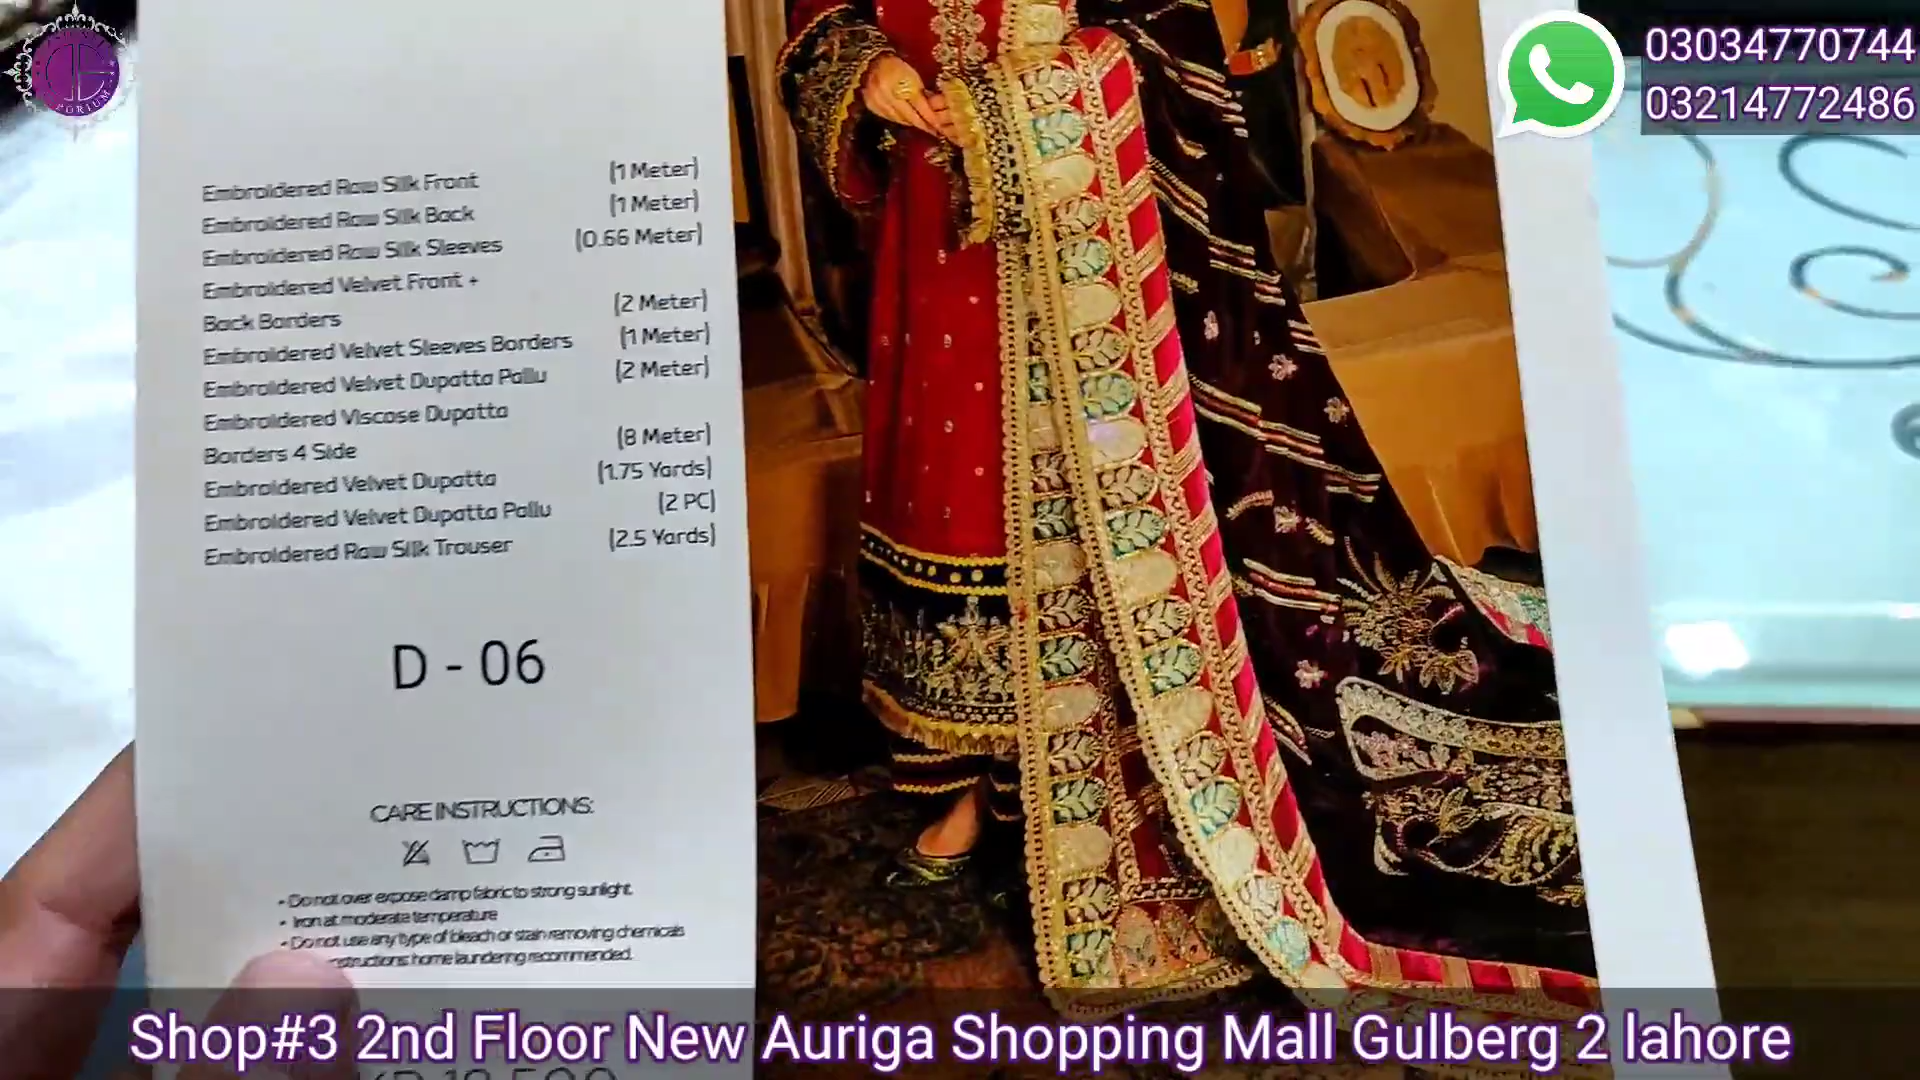 03034770744
03214772486
PORIUM
Embroidered Raw Silk Front (1 Meter)
Embroidered Raw Silk Back (1 Meter)
Embroidered Raw Silk Sleeves (0.66 Meter)
Embroidered Velvet Front +
Back Borders (2 Meter)
Embroidered Velvet Sleeves Borders (1 Meter)
Embroidered Velvet Dupatta Pallu (2 Meter)
Embroidered Viscose Dupatta
Borders 4 Side (8 Meter)
Embroidered Velvet Dupatta (1.75 Yards)
Embroidered Velvet Dupatta Pallu (2 PC)
Embroidered Raw Silk Trouser (2.5 Yards)
D - 06
CARE INSTRUCTIONS:
• Do not over expose damp fabric to strong sunlight.
• Iron at moderate temperature
• Do not use any type of bleach or stain removing chemicals
home laundering recommended.
Shop#3 2nd Floor New Auriga Shopping Mall Gulberg 2 lahore